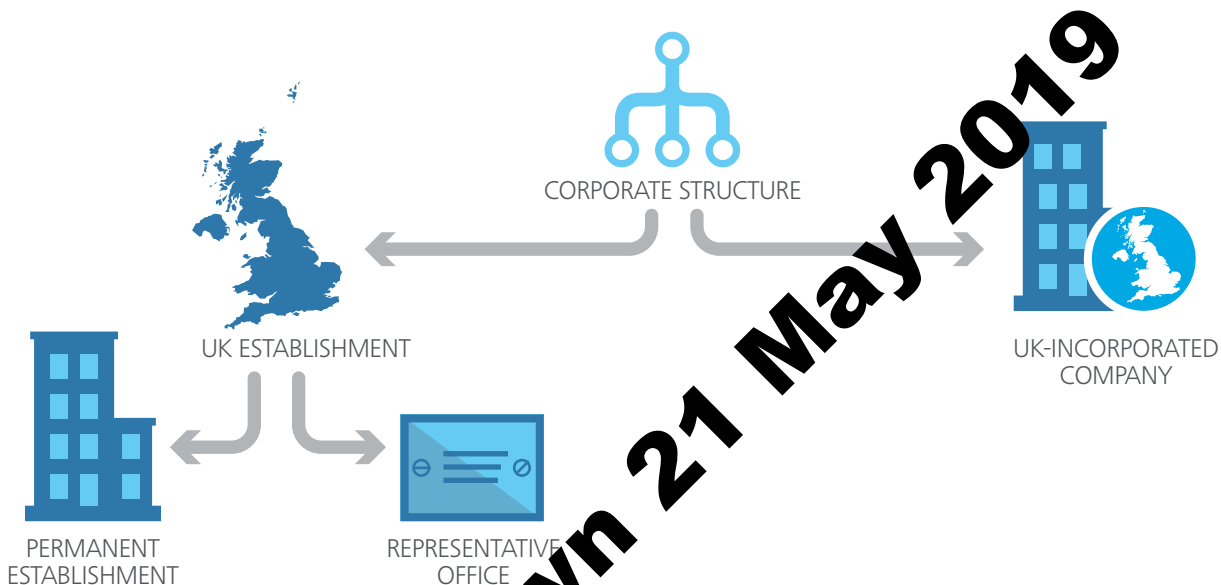 CORPORATE STRUCTURE
UK ESTABLISHMENT
UK-INCORPORATED
COMPANY
PERMANENT
ESTABLISHMENT
REPRESENTATIVE
OFFICE
21 May 2019